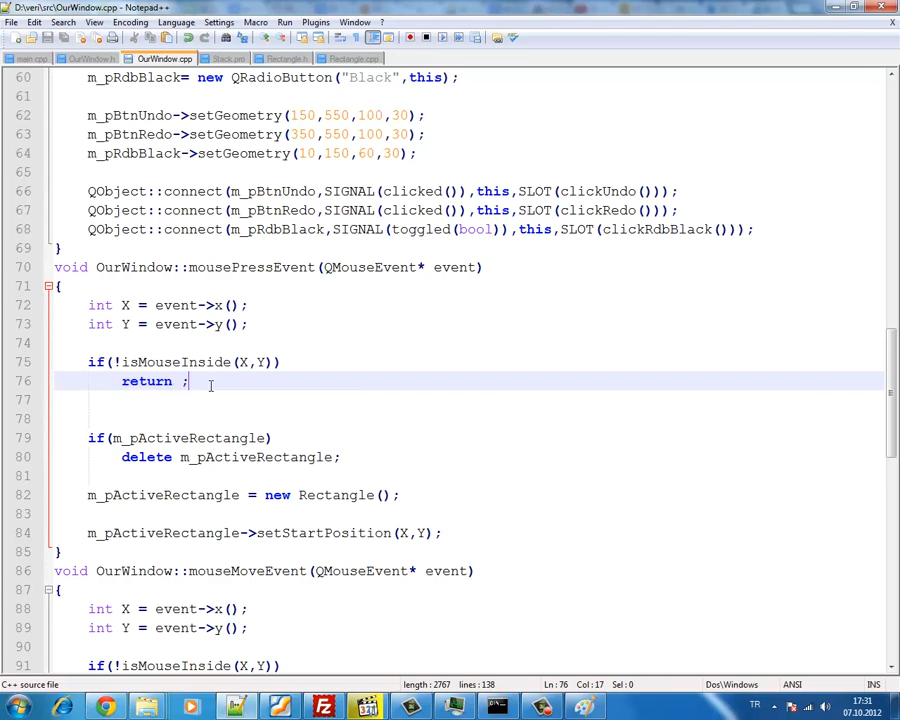 D:\veri\src\OurWindow.cpp - Notepad++
File Edit Search View Encoding Language Settings Macro Run Plugins Window ? X
main.cpp OurWindow.h OurWindow.cpp Stack.pro Rectangle.h Rectangle.cpp
60 m_pRdbBlack= new QRadioButton("Black",this);
61
62 m_pBtnUndo->setGeometry(150,550,100,30);
63 m_pBtnRedo->setGeometry(350,550,100,30);
64 m_pRdbBlack->setGeometry(10,150,60,30);
65
66 QObject::connect(m_pBtnUndo,SIGNAL(clicked()),this,SLOT(clickUndo()));
67 QObject::connect(m_pBtnRedo,SIGNAL(clicked()),this,SLOT(clickRedo()));
68 QObject::connect(m_pRdbBlack,SIGNAL(toggled(bool)),this,SLOT(clickRdbBlack()));
69 }
70 void OurWindow::mousePressEvent(QMouseEvent* event)
71 {
72 int X = event->x();
73 int Y = event->y();
74
75 if(!isMouseInside(X,Y))
76 return ;
77
78
79 if(m_pActiveRectangle)
80 delete m_pActiveRectangle;
81
82 m_pActiveRectangle = new Rectangle();
83
84 m_pActiveRectangle->setStartPosition(X,Y);
85 }
86 void OurWindow::mouseMoveEvent(QMouseEvent* event)
87 {
88 int X = event->x();
89 int Y = event->y();
90
91 if(!isMouseInside(X,Y))
C++ source file length : 2767 lines : 138 Ln : 76 Col : 17 Sel : 0 Dos\Windows ANSI INS
TR 17:31
07.10.2012